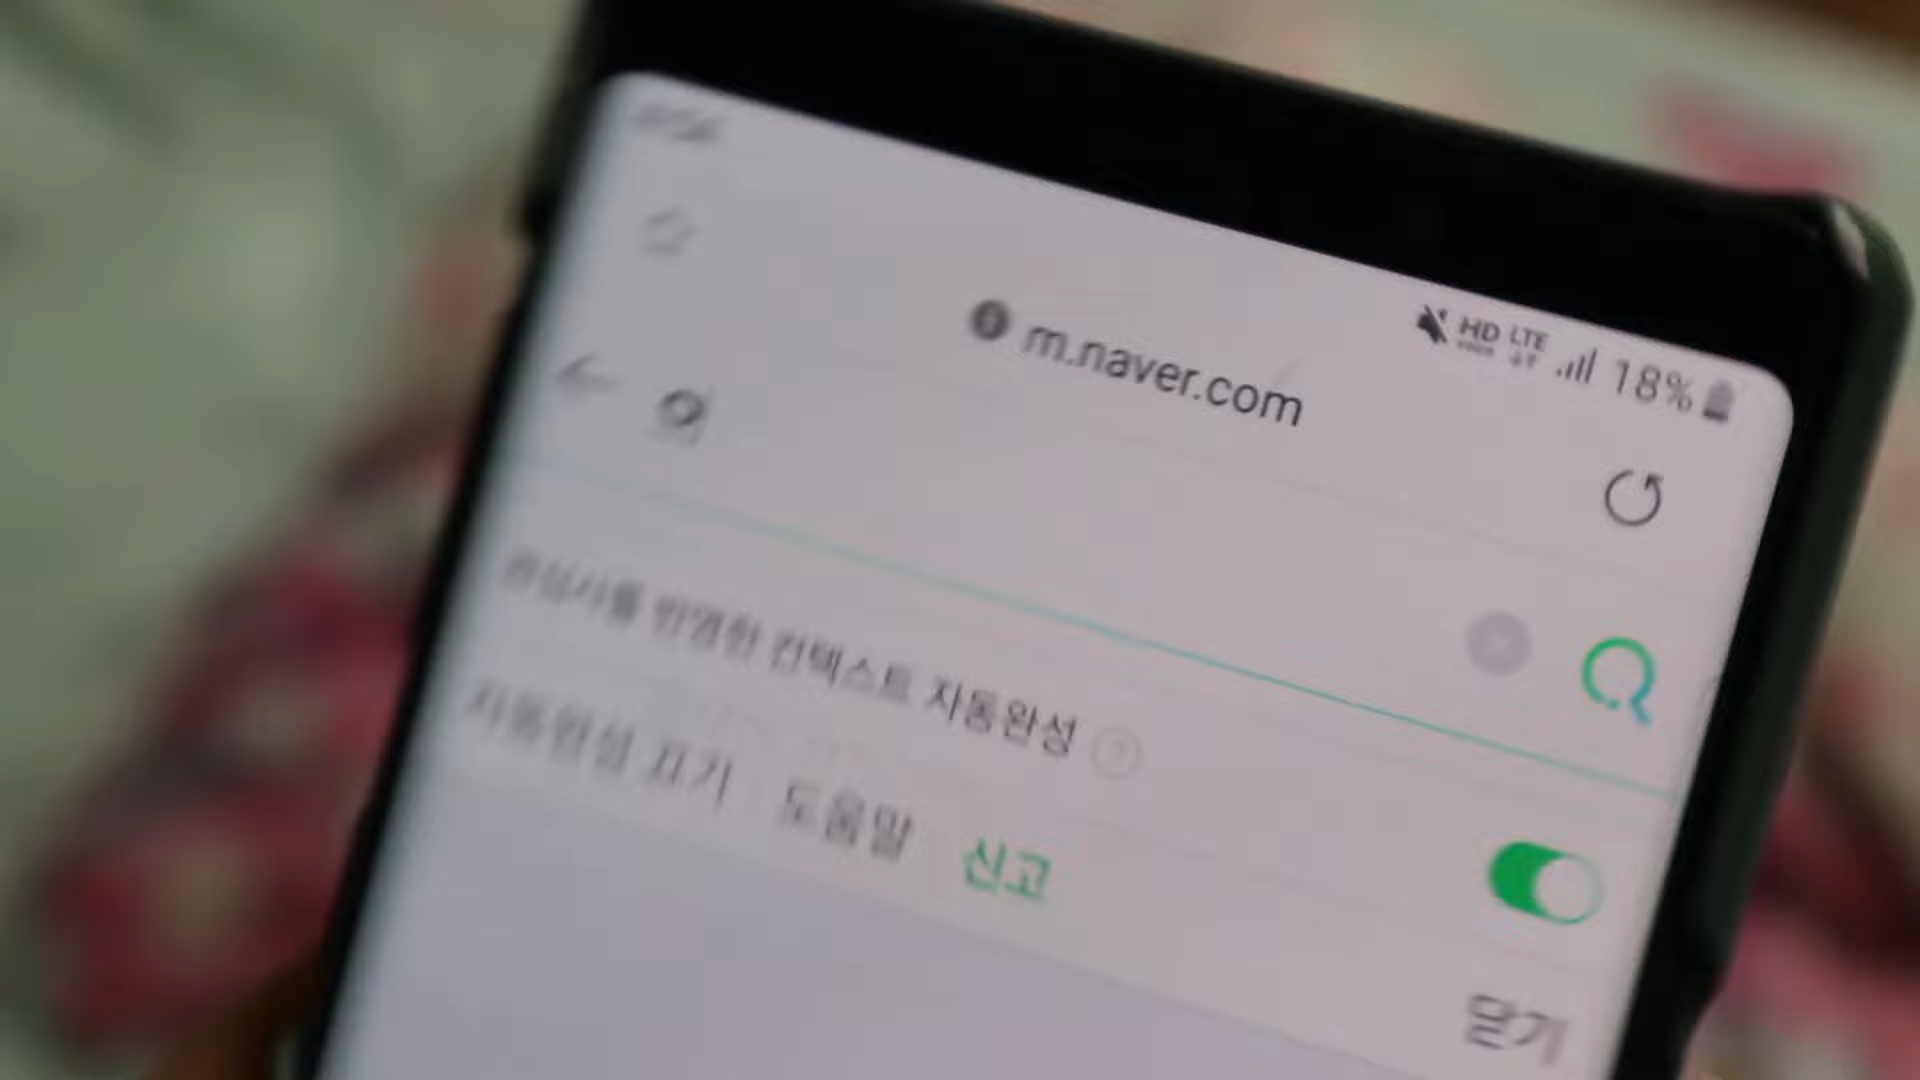 HD LTE 18%
m.naver.com
관심사를 반영한 컨텍스트 자동완성 ?
자동완성 끄기 도움말 신고
닫기